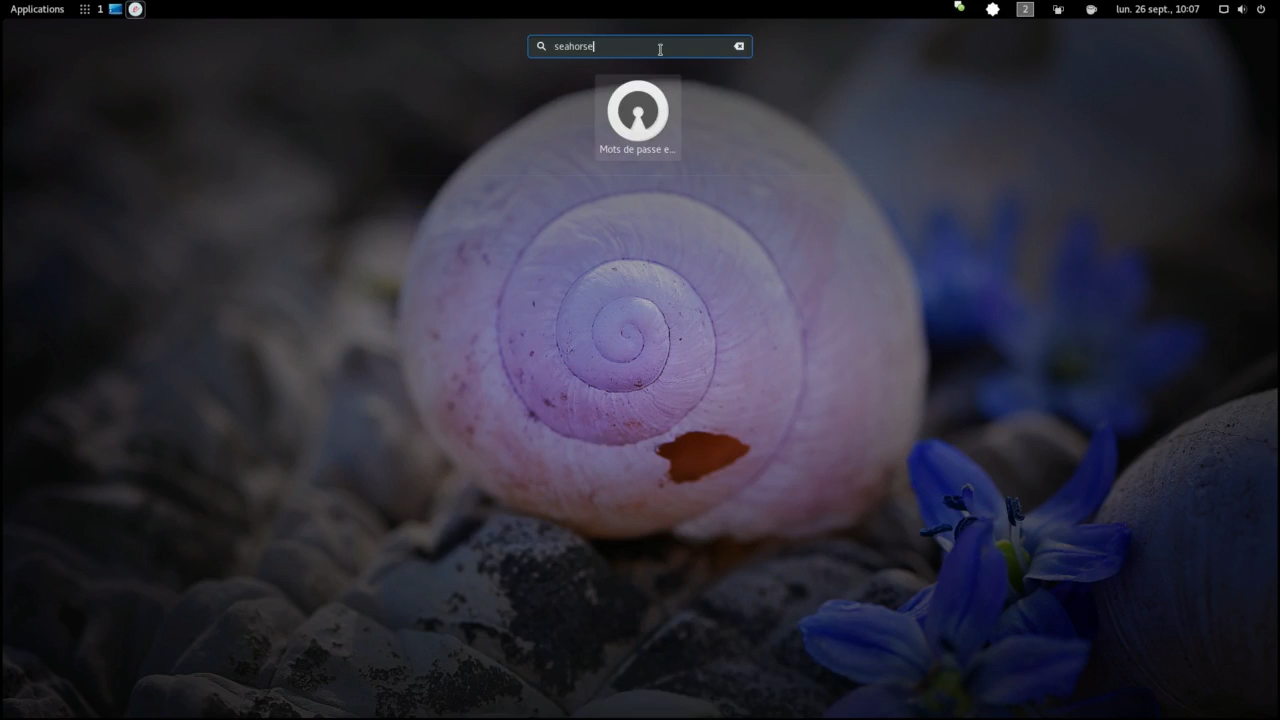 Applications 1 2 lun. 26 sept., 10:07
seahorse
Mots de passe e...